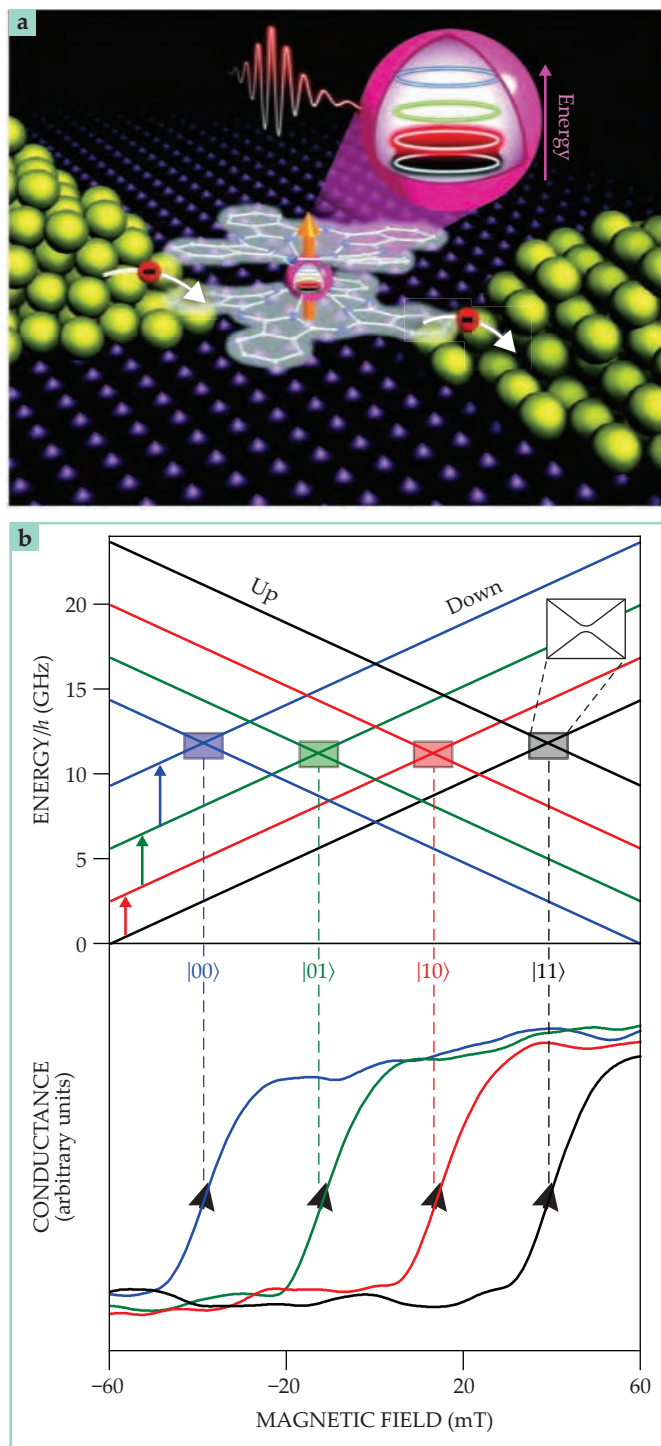 a
Energy
b
Up
Down
ENERGY/h (GHz)
20
15
10
5
0
|00⟩
|01⟩
|10⟩
|11⟩
CONDUCTANCE
(arbitrary units)
−60
−20
20
60
MAGNETIC FIELD (mT)